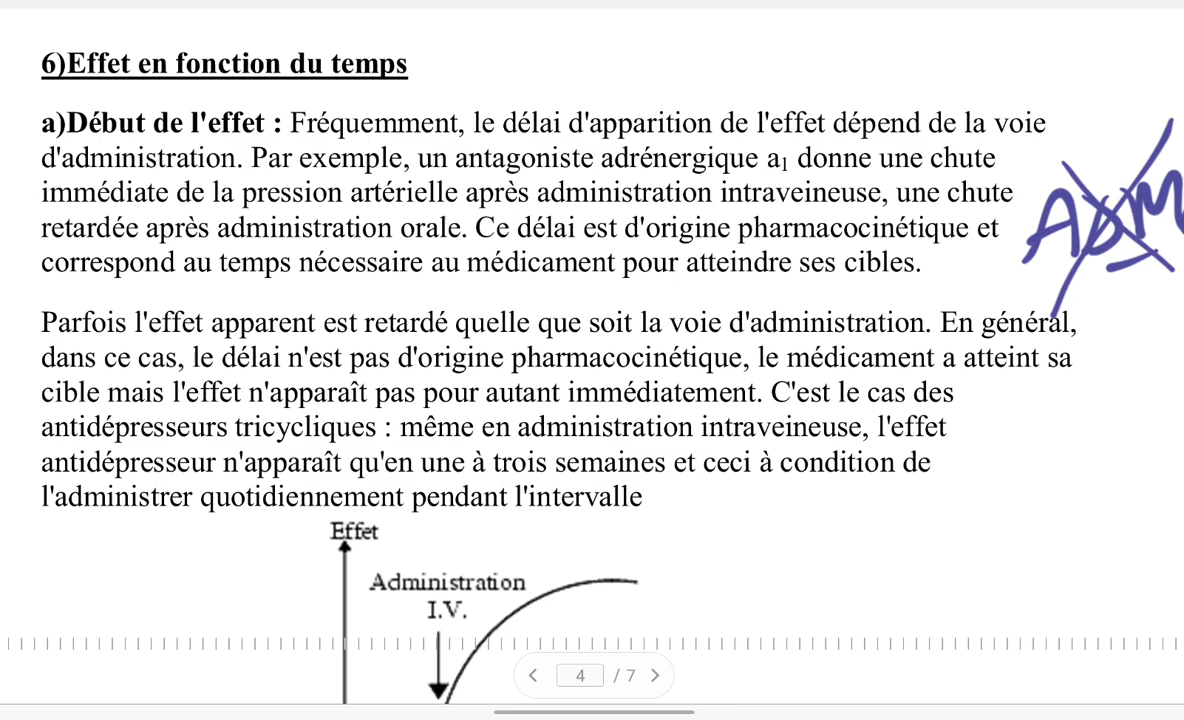 6)Effet en fonction du temps
a)Début de l'effet : Fréquemment, le délai d'apparition de l'effet dépend de la voie
d'administration. Par exemple, un antagoniste adrénergique a₁ donne une chute
immédiate de la pression artérielle après administration intraveineuse, une chute
retardée après administration orale. Ce délai est d'origine pharmacocinétique et
correspond au temps nécessaire au médicament pour atteindre ses cibles.
Parfois l'effet apparent est retardé quelle que soit la voie d'administration. En général,
dans ce cas, le délai n'est pas d'origine pharmacocinétique, le médicament a atteint sa
cible mais l'effet n'apparaît pas pour autant immédiatement. C'est le cas des
antidépresseurs tricycliques : même en administration intraveineuse, l'effet
antidépresseur n'apparaît qu'en une à trois semaines et ceci à condition de
l'administrer quotidiennement pendant l'intervalle
Effet
Administration
I.V.
4 / 7